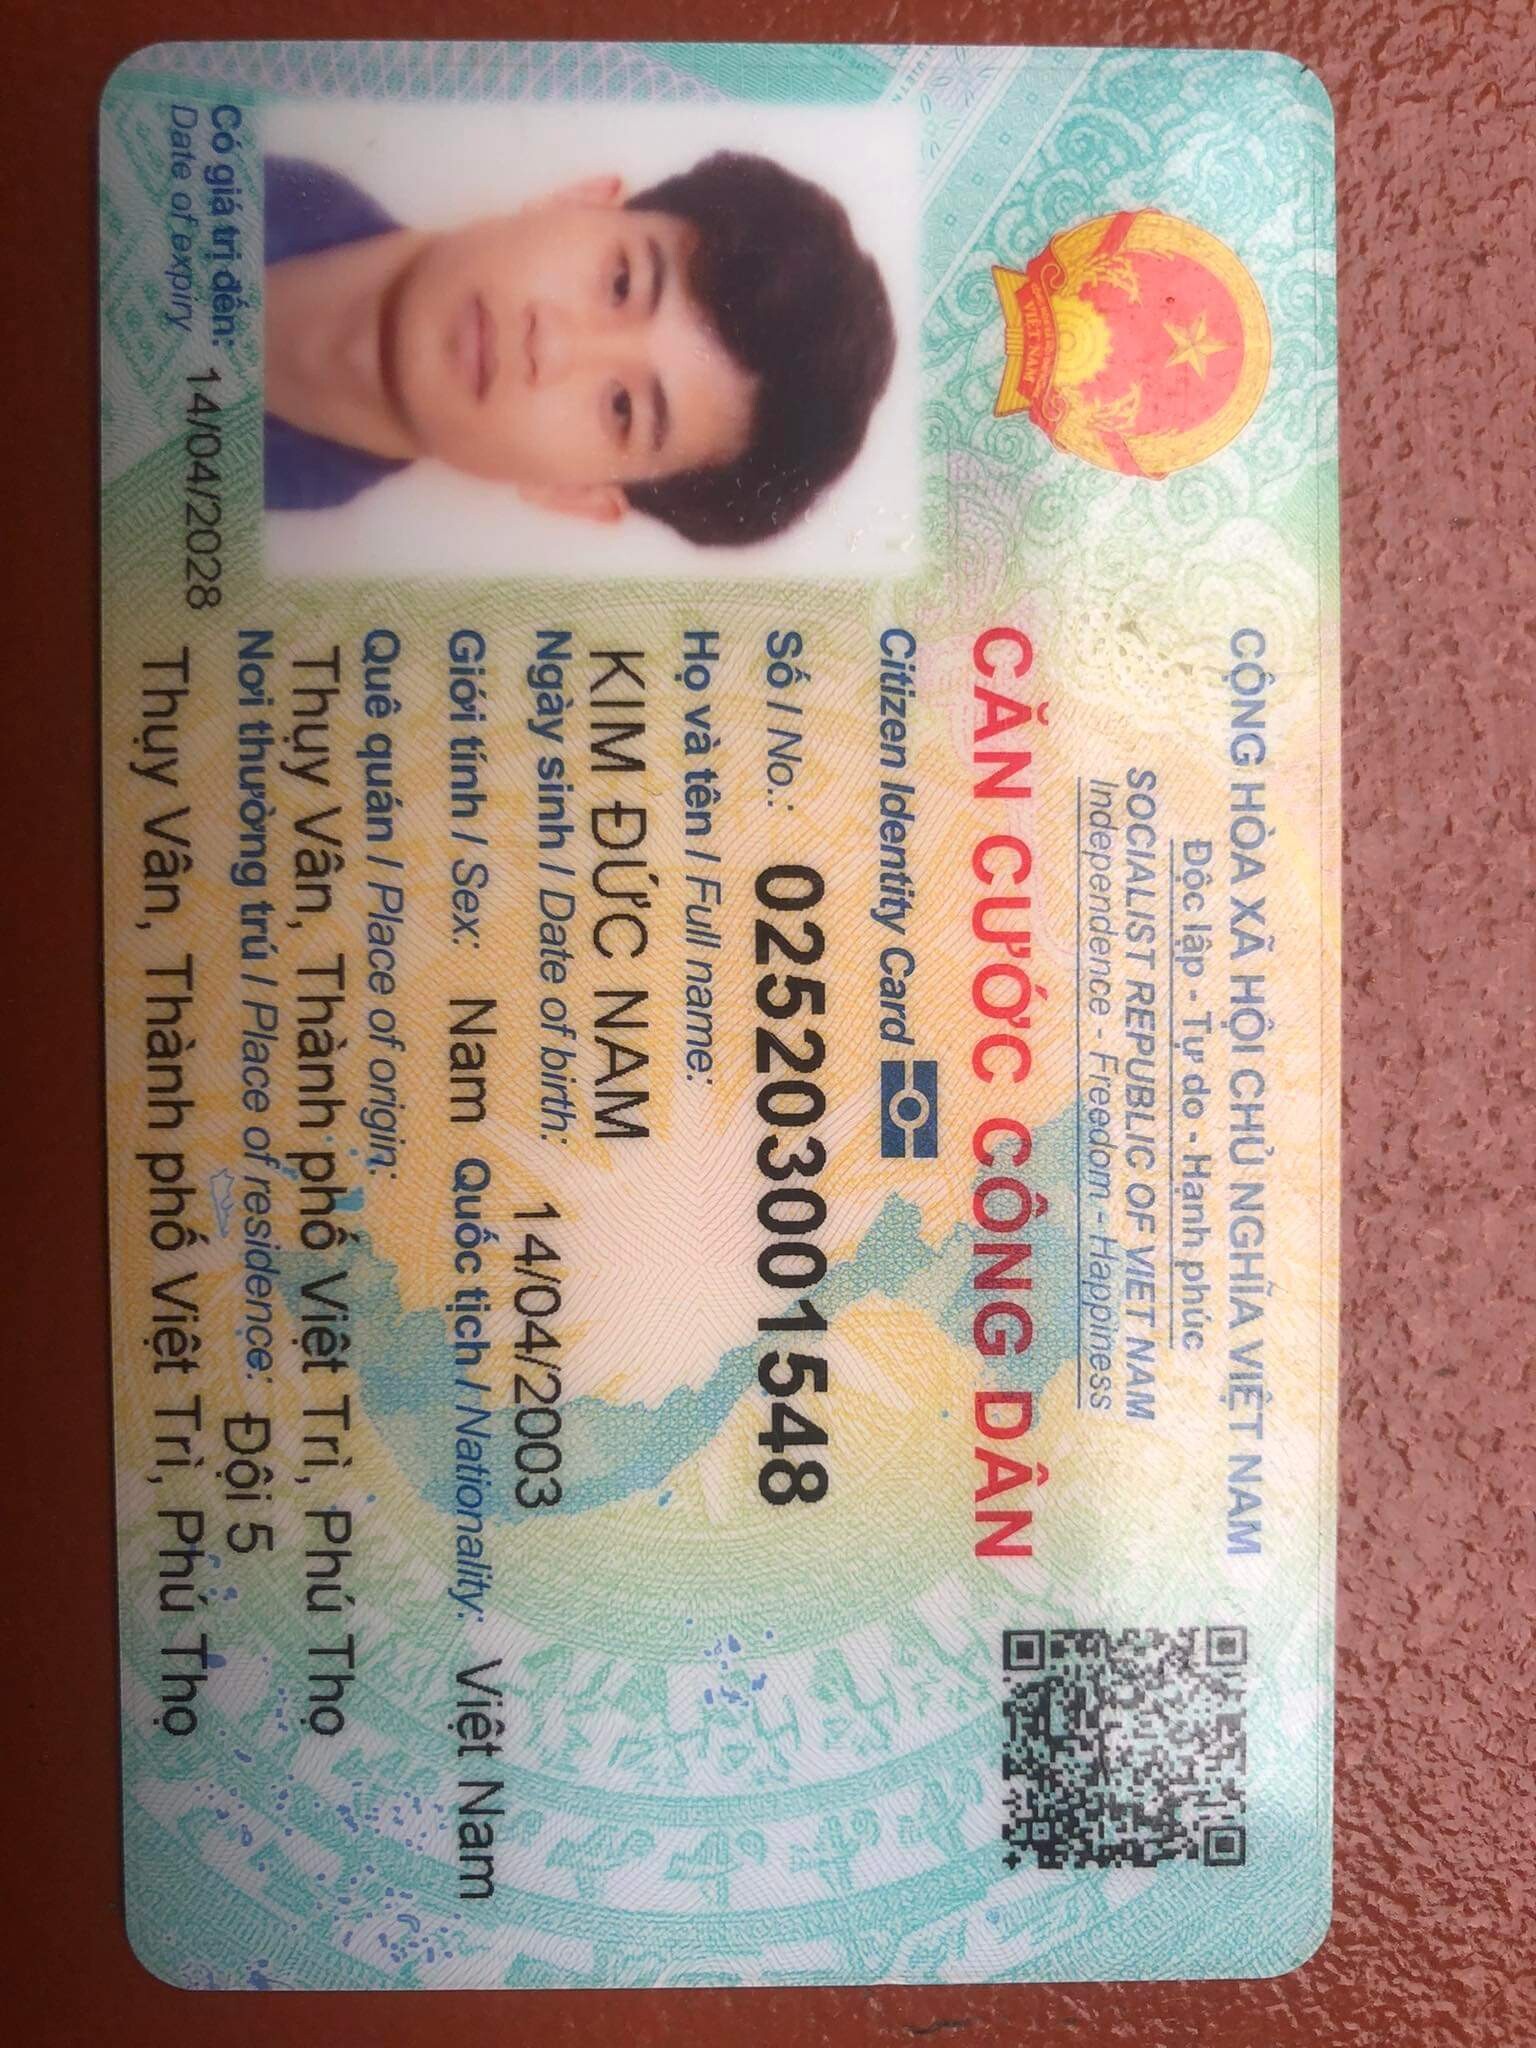 CỘNG HÒA XÃ HỘI CHỦ NGHĨA VIỆT NAM
Độc lập - Tự do - Hạnh phúc
SOCIALIST REPUBLIC OF VIET NAM
Independence - Freedom - Happiness
CĂN CƯỚC CÔNG DÂN
Citizen Identity Card
Số / No.: 025203001548
Họ và tên / Full name:
KIM ĐỨC NAM
Ngày sinh / Date of birth: 14/04/2003
Giới tính / Sex: Nam Quốc tịch / Nationality: Việt Nam
Quê quán / Place of origin:
Thụy Vân, Thành phố Việt Trì, Phú Thọ
Nơi thường trú / Place of residence: Đội 5
Thụy Vân, Thành phố Việt Trì, Phú Thọ
Có giá trị đến: 14/04/2028
Date of expiry
VIỆT NAM